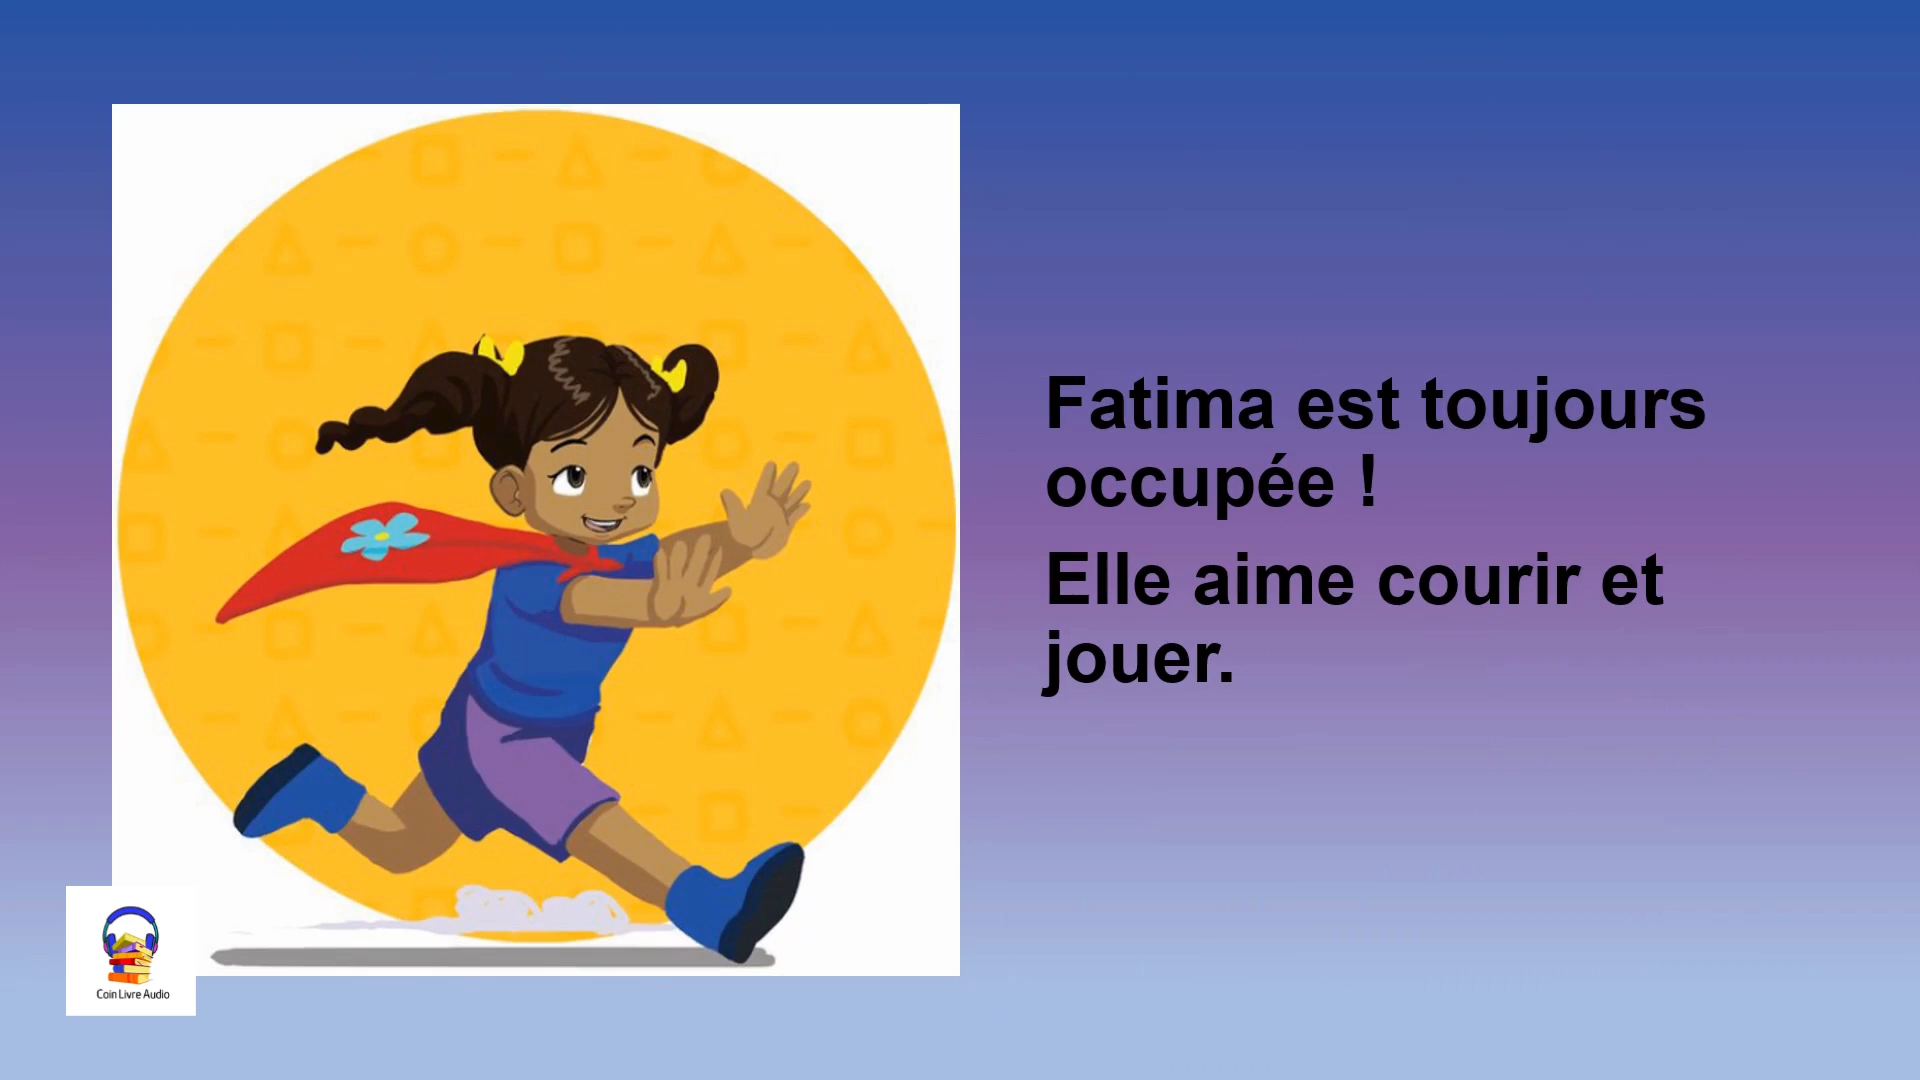 Fatima est toujours
occupée !
Elle aime courir et
jouer.
Coin Livre Audio